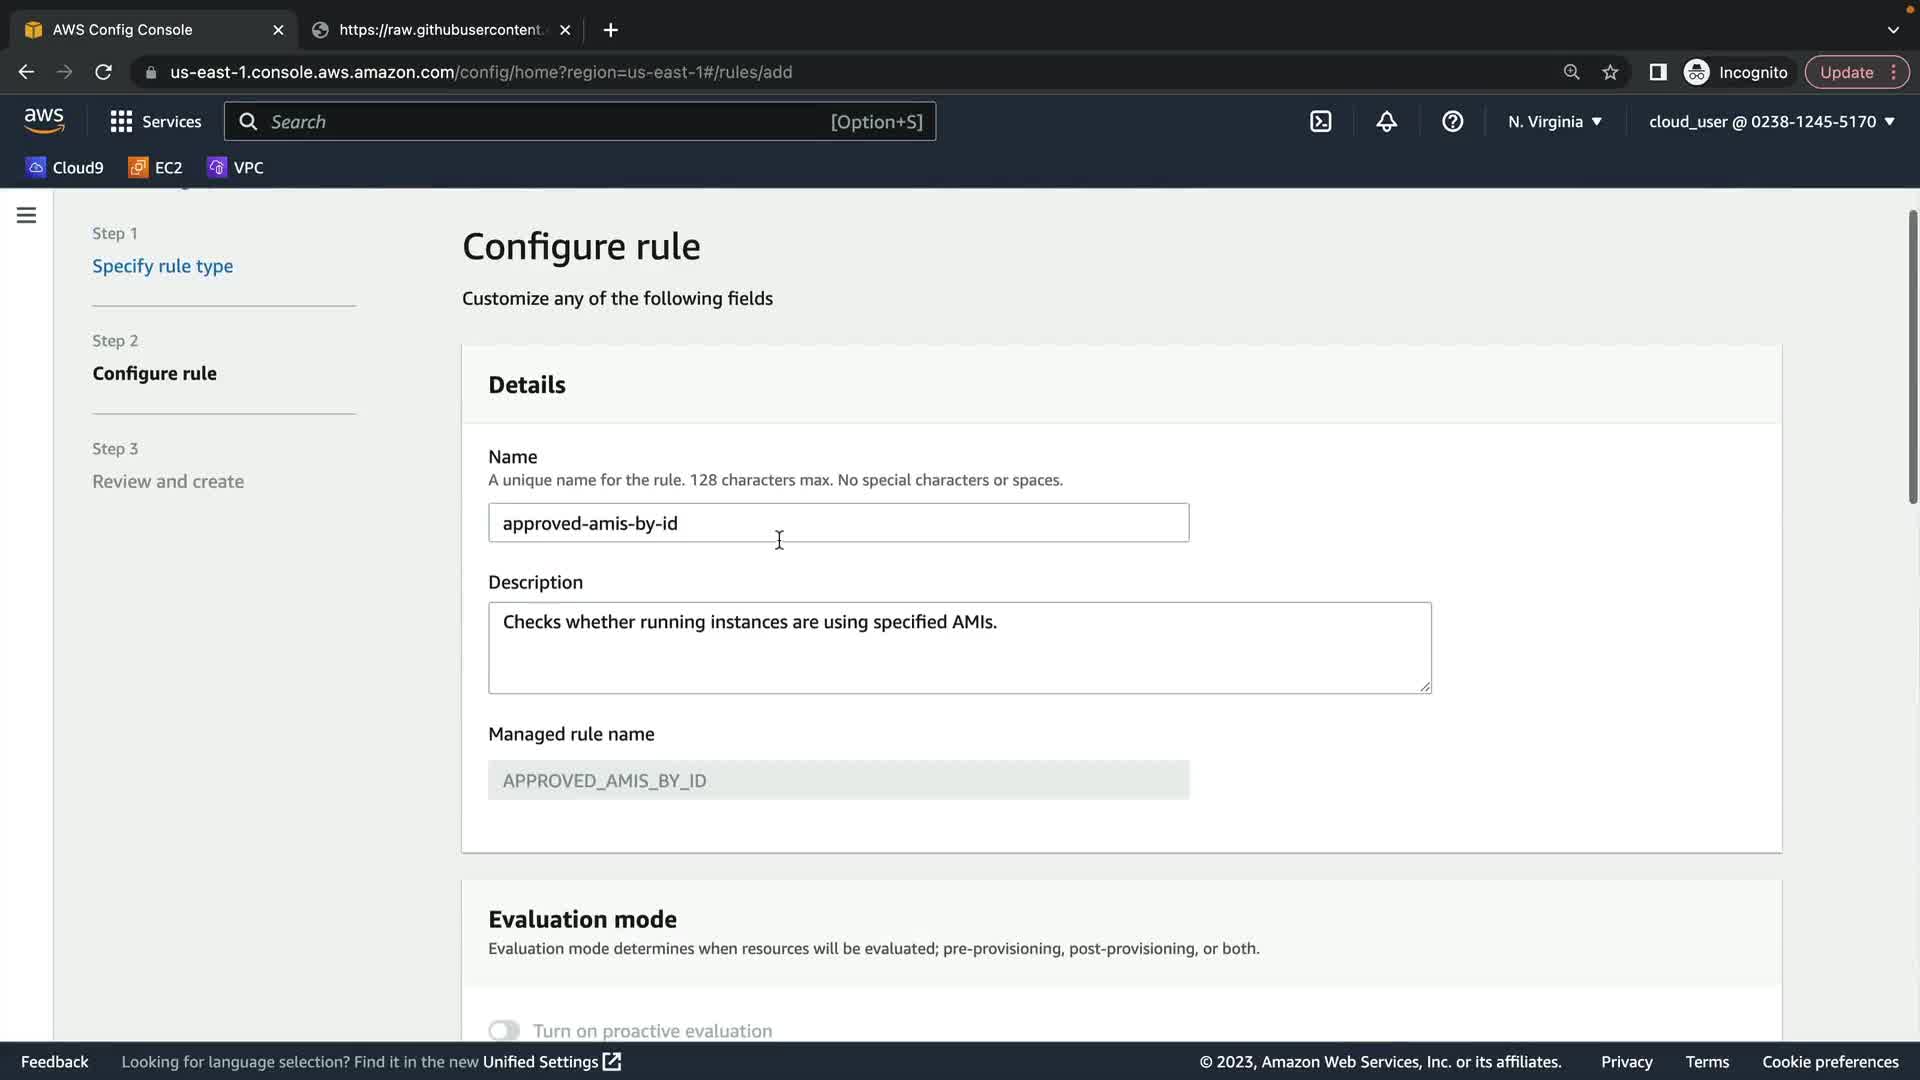 AWS Config Console
https://raw.githubusercontent.
us-east-1.console.aws.amazon.com/config/home?region=us-east-1#/rules/add
Incognito
Update
aws
Services
Search
[Option+S]
N. Virginia
cloud_user @ 0238-1245-5170
Cloud9
EC2
VPC
Step 1
Specify rule type
Step 2
Configure rule
Step 3
Review and create
Configure rule
Customize any of the following fields
Details
Name
A unique name for the rule. 128 characters max. No special characters or spaces.
approved-amis-by-id
Description
Checks whether running instances are using specified AMIs.
Managed rule name
APPROVED_AMIS_BY_ID
Evaluation mode
Evaluation mode determines when resources will be evaluated; pre-provisioning, post-provisioning, or both.
Turn on proactive evaluation
Feedback
Looking for language selection? Find it in the new Unified Settings
© 2023, Amazon Web Services, Inc. or its affiliates.
Privacy
Terms
Cookie preferences